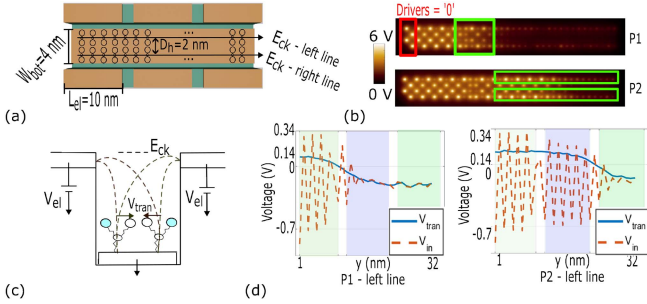 W_bot=4 nm
D_h=2 nm
...
...
E_ck - left line
E_ck - right line
L_el=10 nm
(a)
Drivers = '0'
6 V
0 V
P1
P2
(b)
E_ck
V_el
V_tran
V_el
(c)
0.34
0.14
0
-0.7
Voltage (V)
V_tran
V_in
1
y (nm)
32
P1 - left line
0.34
0.14
0
-0.7
Voltage (V)
V_tran
V_in
1
y (nm)
32
P2 - left line
(d)